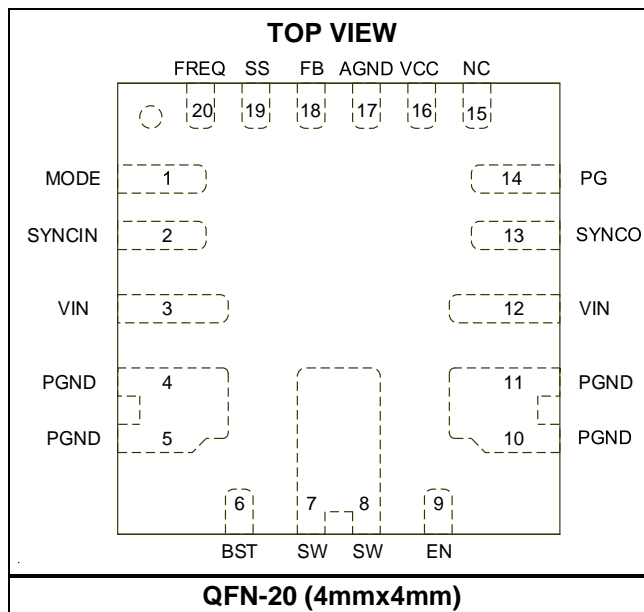 TOP VIEW
FREQ SS FB AGND VCC NC
20 19 18 17 16 15
MODE 1 14 PG
SYNCIN 2 13 SYNCO
VIN 3 12 VIN
PGND 4 11 PGND
PGND 5 10 PGND
6 7 8 9
BST SW SW EN
QFN-20 (4mmx4mm)